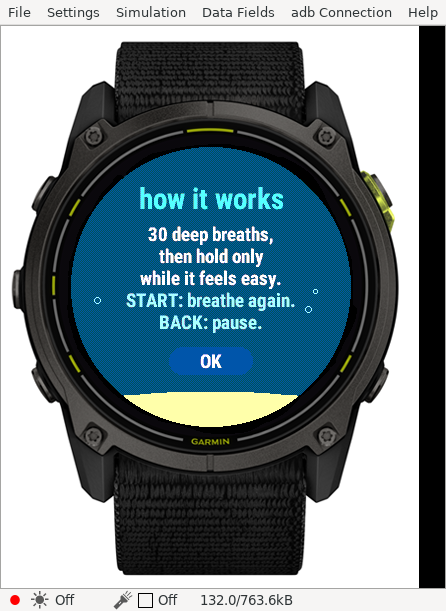 File Settings Simulation Data Fields adb Connection Help
how it works
30 deep breaths,
then hold only
while it feels easy.
START: breathe again.
BACK: pause.
OK
GARMIN
Off Off 132.0/763.6kB